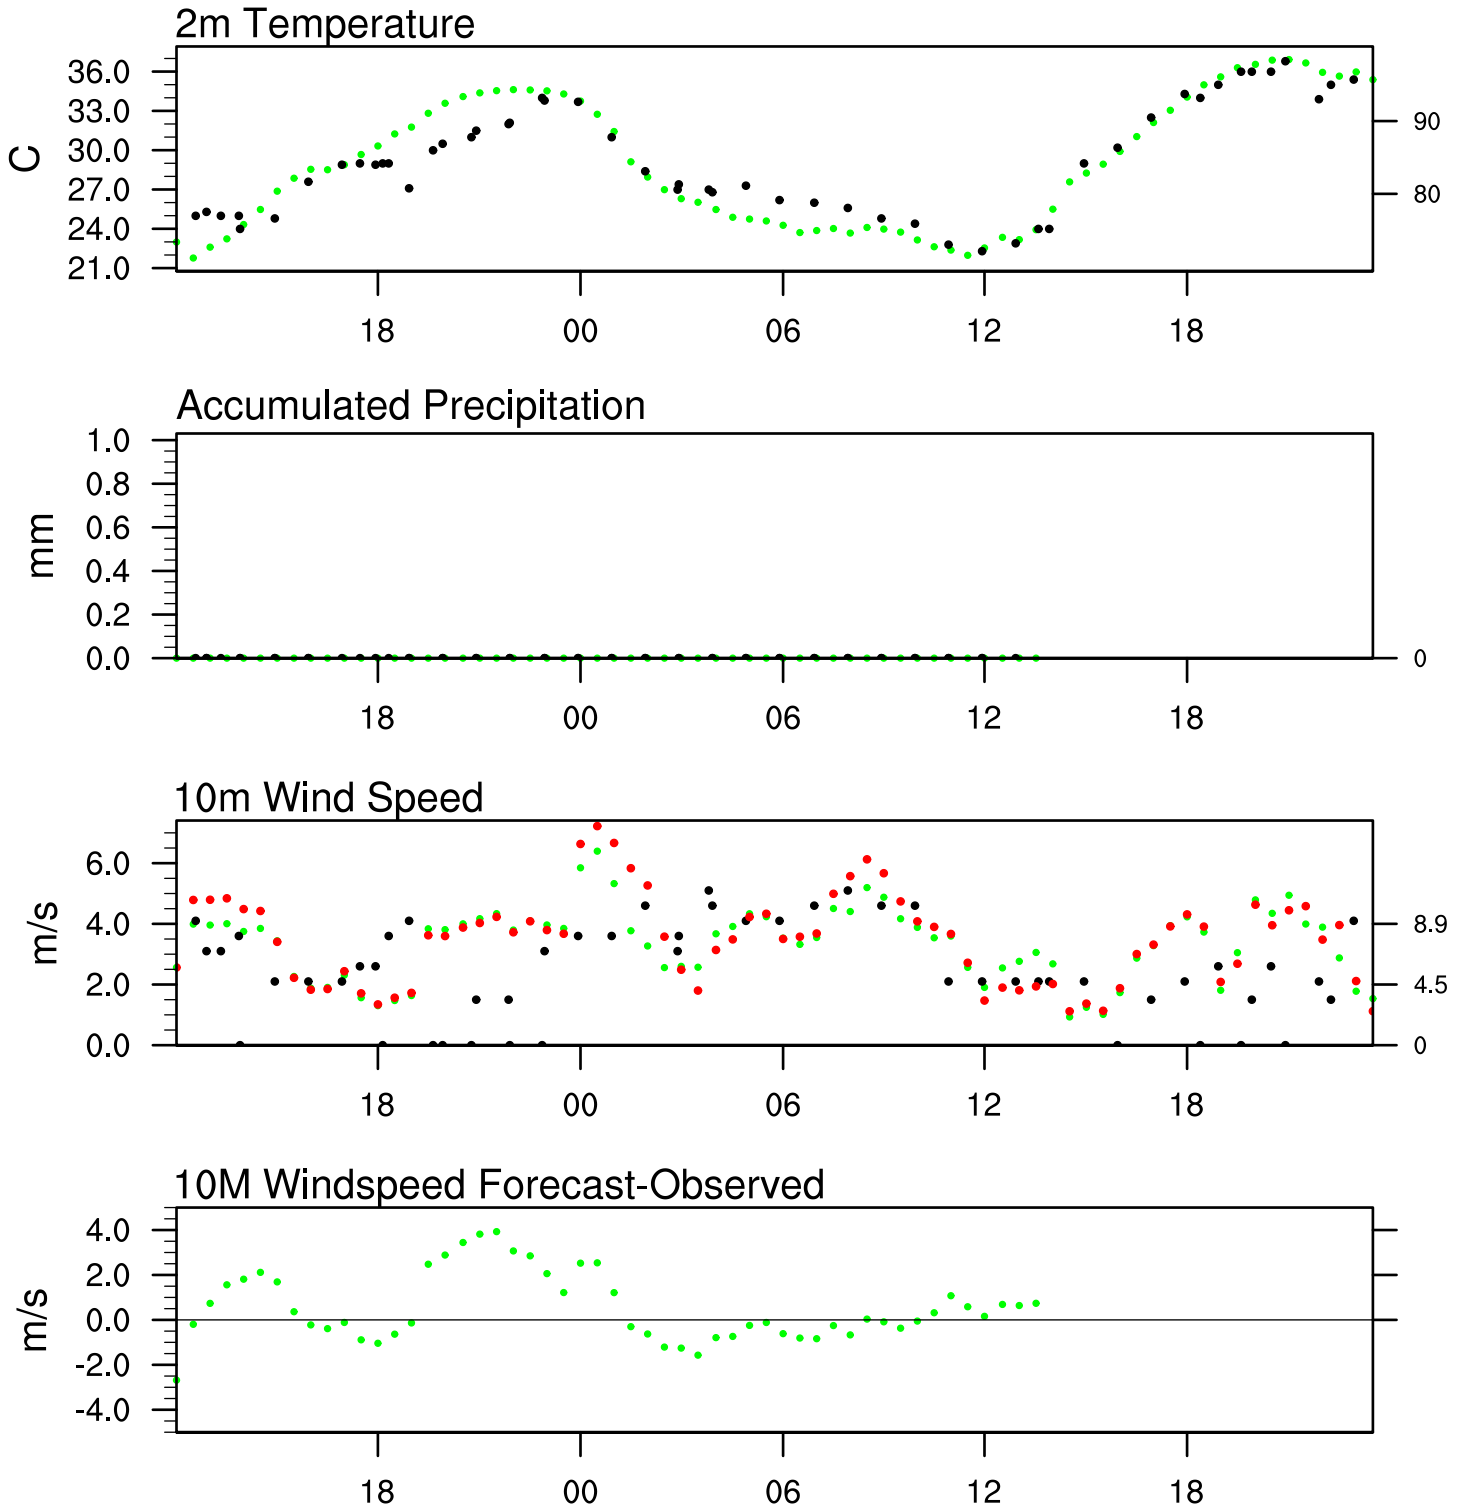 2m Temperature
36.0
33.0
30.0
27.0
24.0
21.0
C
90
80
18 00 06 12 18
Accumulated Precipitation
1.0
0.8
0.6
0.4
0.2
0.0
mm
0
18 00 06 12 18
10m Wind Speed
6.0
4.0
2.0
0.0
m/s
8.9
4.5
0
18 00 06 12 18
10M Windspeed Forecast-Observed
4.0
2.0
0.0
-2.0
-4.0
m/s
18 00 06 12 18